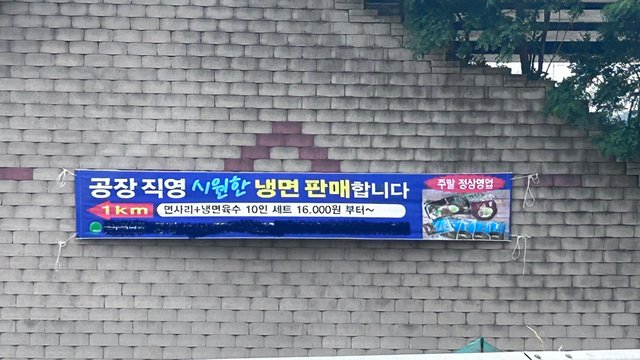 공장 직영 시원한 냉면 판매합니다
1km
면사리+냉면육수 10인 세트 16,000원 부터~
주말 정상영업